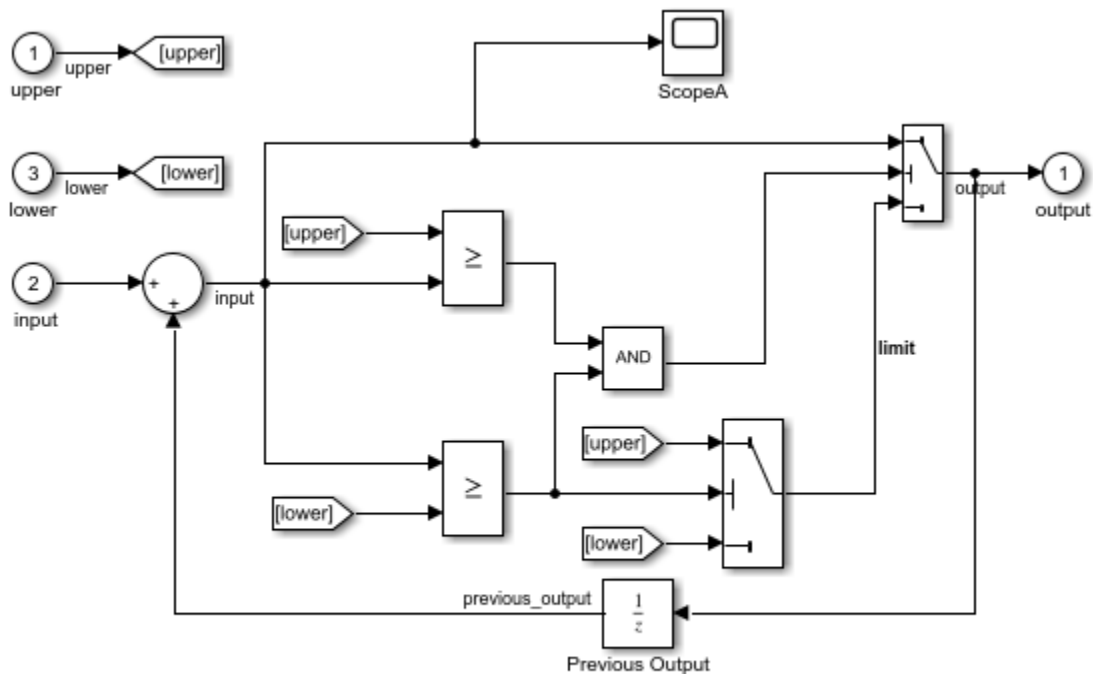 1
upper
upper
[upper]
ScopeA
3
lower
lower
[lower]
output
1
output
[upper]
≥
2
input
+
+
input
AND
limit
[upper]
≥
[lower]
[lower]
previous_output
1
z
Previous Output